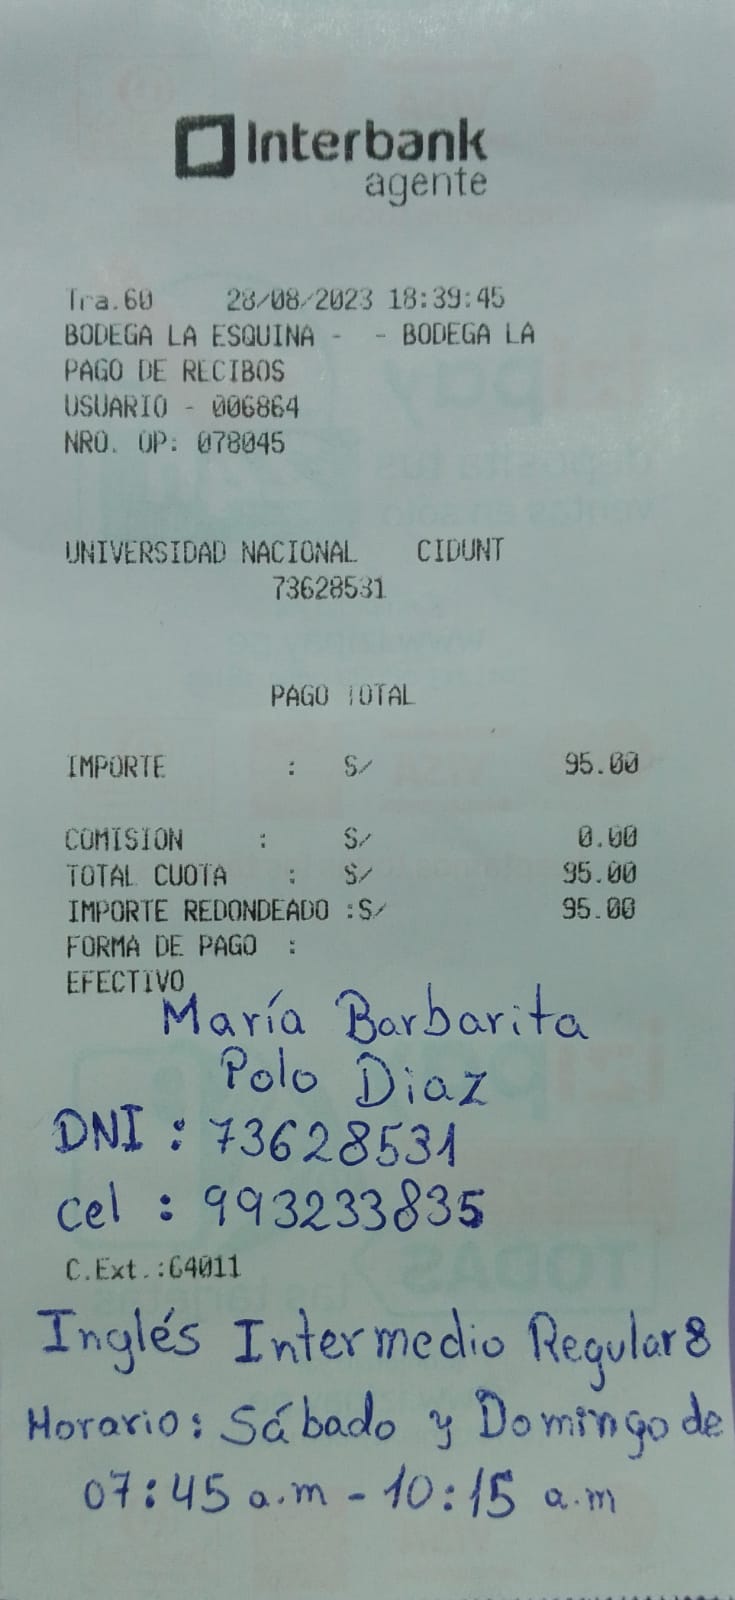 Interbank
agente
Tra.60 28/08/2023 18:39:45
BODEGA LA ESQUINA - - BODEGA LA
PAGO DE RECIBOS
USUARIO - 006864
NRO. OP: 078045
UNIVERSIDAD NACIONAL CIDUNT
73628531
PAGO TOTAL
IMPORTE : S/ 95.00
COMISION : S/ 0.00
TOTAL CUOTA : S/ 95.00
IMPORTE REDONDEADO :S/ 95.00
FORMA DE PAGO :
EFECTIVO
María Barbarita
Polo Diaz
DNI : 73628531
cel : 993233835
C.Ext.:64011
Inglés Intermedio Regular 8
Horario: Sábado y Domingo de
07:45 a.m - 10:15 a.m